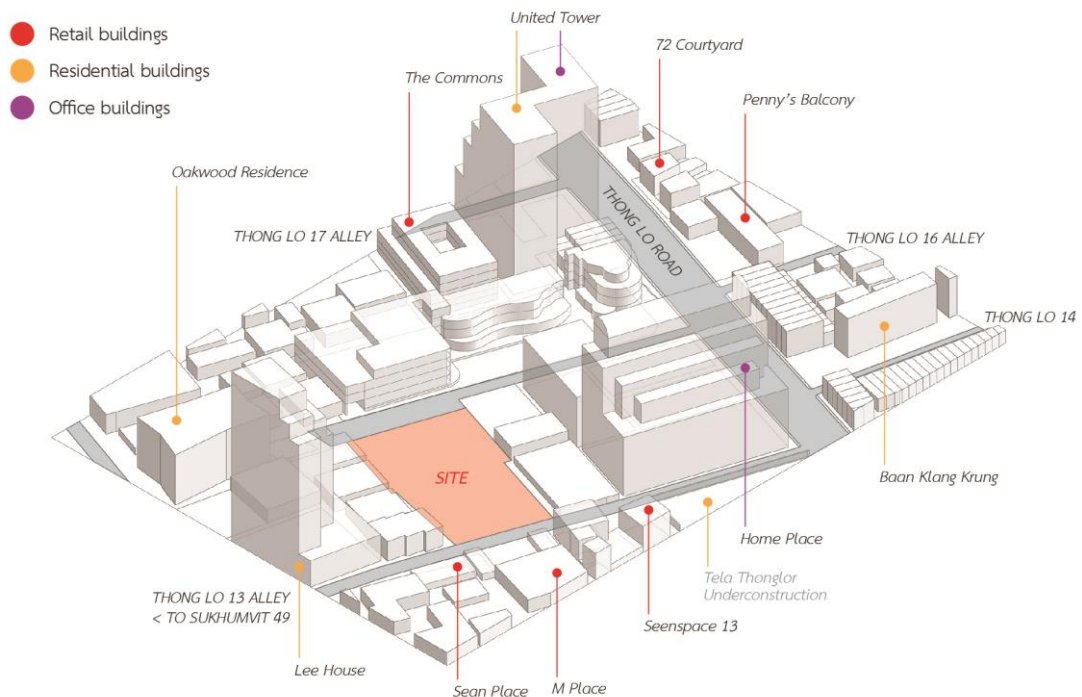 United Tower
Retail buildings
72 Courtyard
Residential buildings
The Commons
Office buildings
Penny's Balcony
Oakwood Residence
THONG LO ROAD
THONG LO 17 ALLEY
THONG LO 16 ALLEY
THONG LO 14
SITE
Baan Klang Krung
Home Place
Tela Thonglor
Underconstruction
THONG LO 13 ALLEY
< TO SUKHUMVIT 49
Seenspace 13
Lee House
Sean Place
M Place